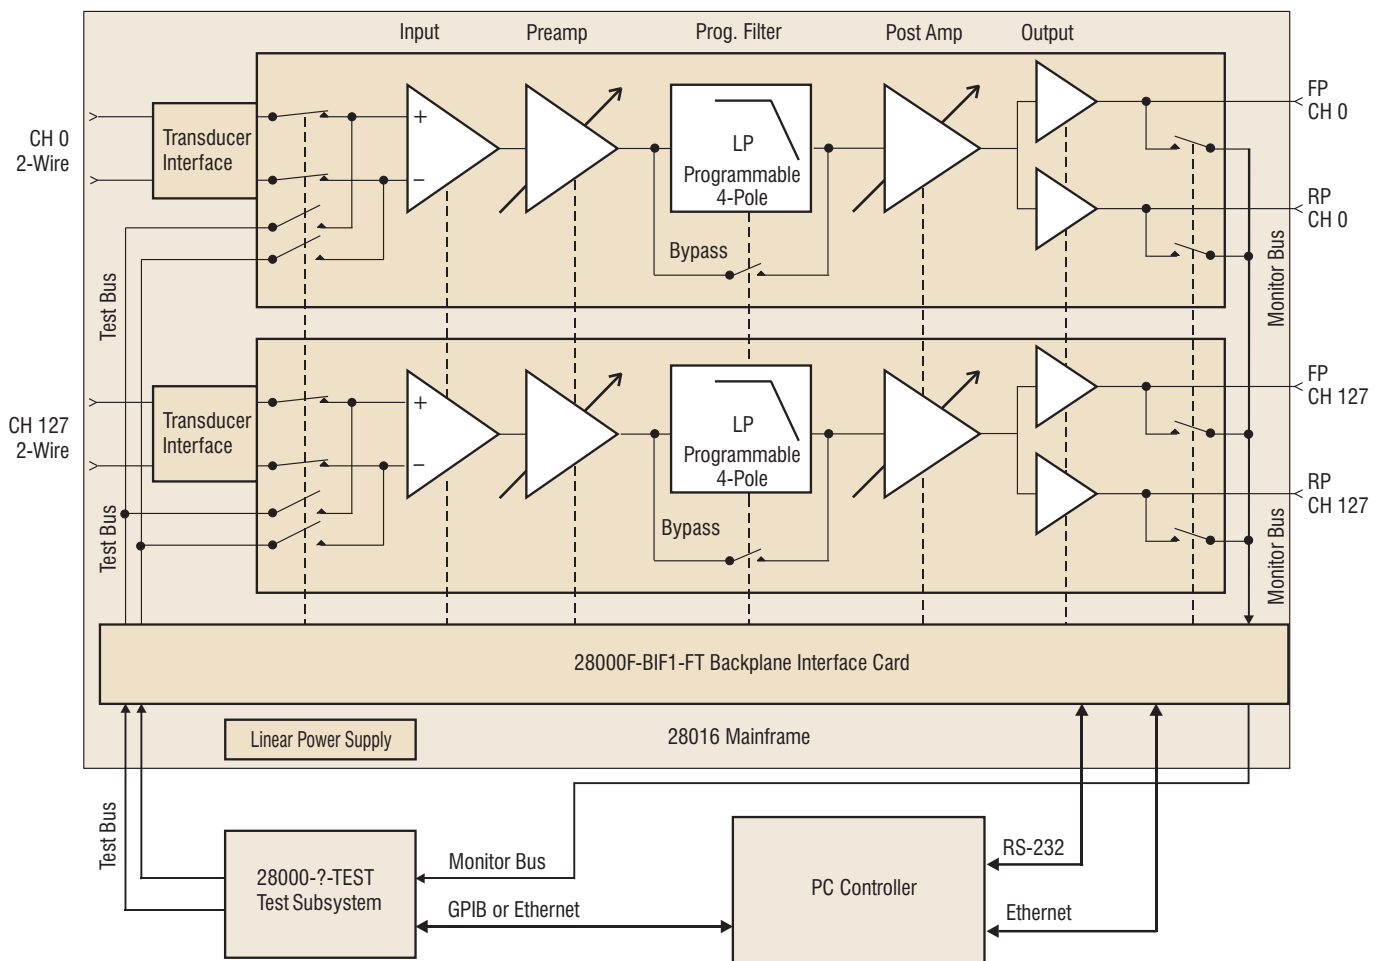 Input
Preamp
Prog. Filter
Post Amp
Output
CH 0
2-Wire
Transducer
Interface
+
–
LP
Programmable
4-Pole
Bypass
FP
CH 0
RP
CH 0
Test Bus
Monitor Bus
CH 127
2-Wire
Transducer
Interface
+
–
LP
Programmable
4-Pole
Bypass
FP
CH 127
RP
CH 127
Test Bus
Monitor Bus
28000F-BIF1-FT Backplane Interface Card
Linear Power Supply
28016 Mainframe
Test Bus
28000-?-TEST
Test Subsystem
Monitor Bus
GPIB or Ethernet
PC Controller
RS-232
Ethernet